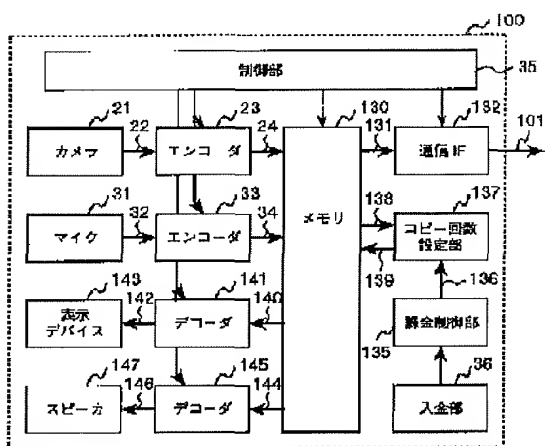 100
制御部
35
21
23
130
132
カメラ
22
エンコーダ
24
メモリ
131
通信IF
101
31
33
138
137
マイク
32
エンコーダ
34
コピー回数
設定部
139
143
141
136
表示
デバイス
142
デコーダ
140
課金制御部
135
147
145
36
スピーカ
146
デコーダ
144
入金部